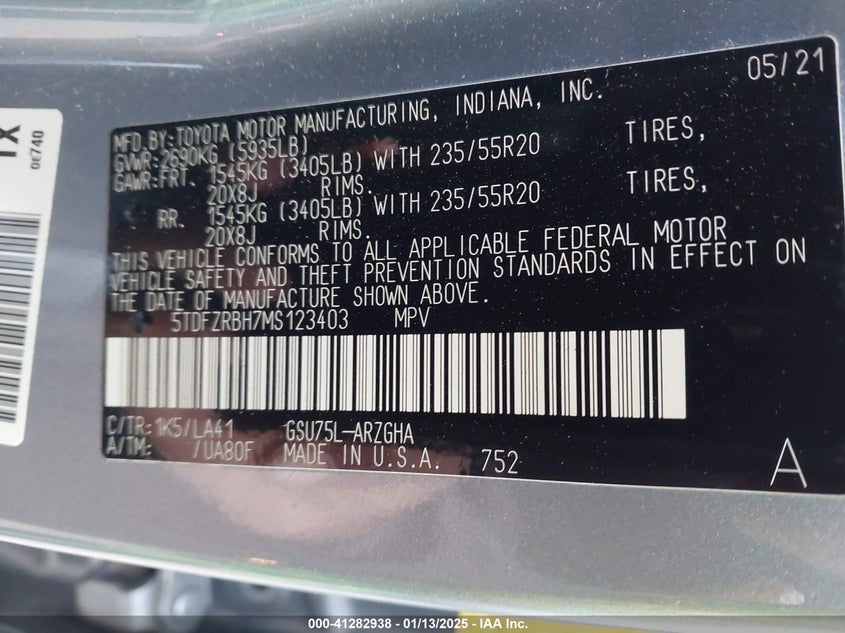 05/21
MFD.BY:TOYOTA MOTOR MANUFACTURING, INDIANA, INC.
GVWR:2690KG (5935LB)
GAWR:FRT. 1545KG (3405LB) WITH 235/55R20 TIRES,
20X8J RIMS.
RR. 1545KG (3405LB) WITH 235/55R20 TIRES,
20X8J RIMS.
THIS VEHICLE CONFORMS TO ALL APPLICABLE FEDERAL MOTOR
VEHICLE SAFETY AND THEFT PREVENTION STANDARDS IN EFFECT ON
THE DATE OF MANUFACTURE SHOWN ABOVE.
5TDFZRBH7MS123403 MPV
C/TR:1K5/LA41 GSU75L-ARZGHA
A/TM: /UA80F MADE IN U.S.A. 752
A
TX
0E740
000-41282938 - 01/13/2025 - IAA Inc.